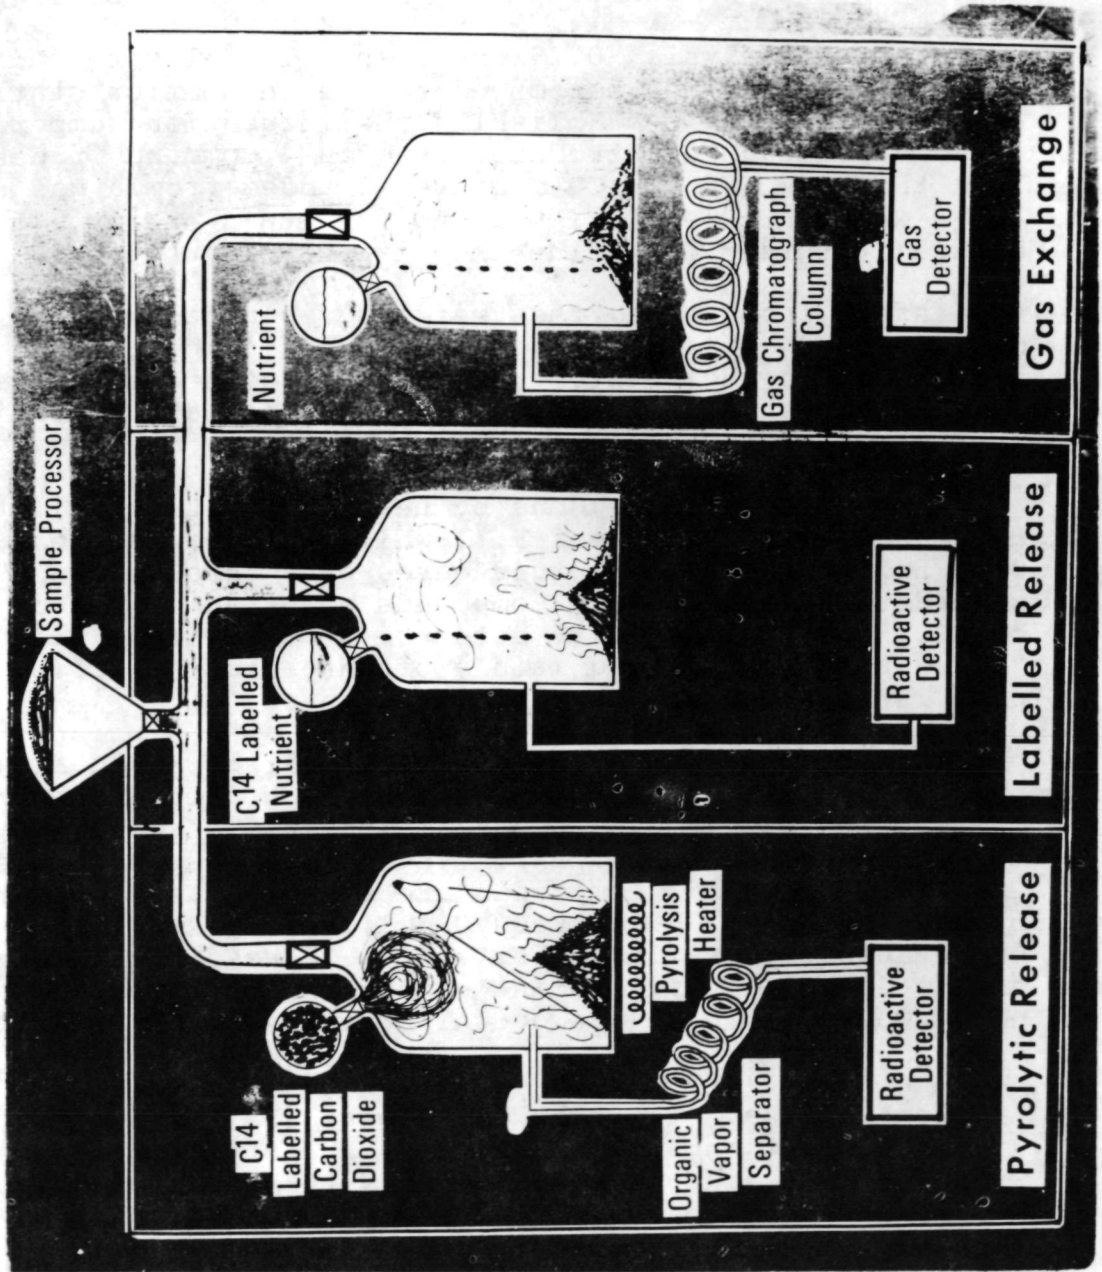 Sample Processor
C14
Labelled
Carbon
Dioxide
Organic
Vapor
Separator
Pyrolysis
Heater
Radioactive
Detector
Pyrolytic Release
C14 Labelled
Nutrient
Radioactive
Detector
Labelled Release
Nutrient
Gas Chromatograph
Column
Gas
Detector
Gas Exchange